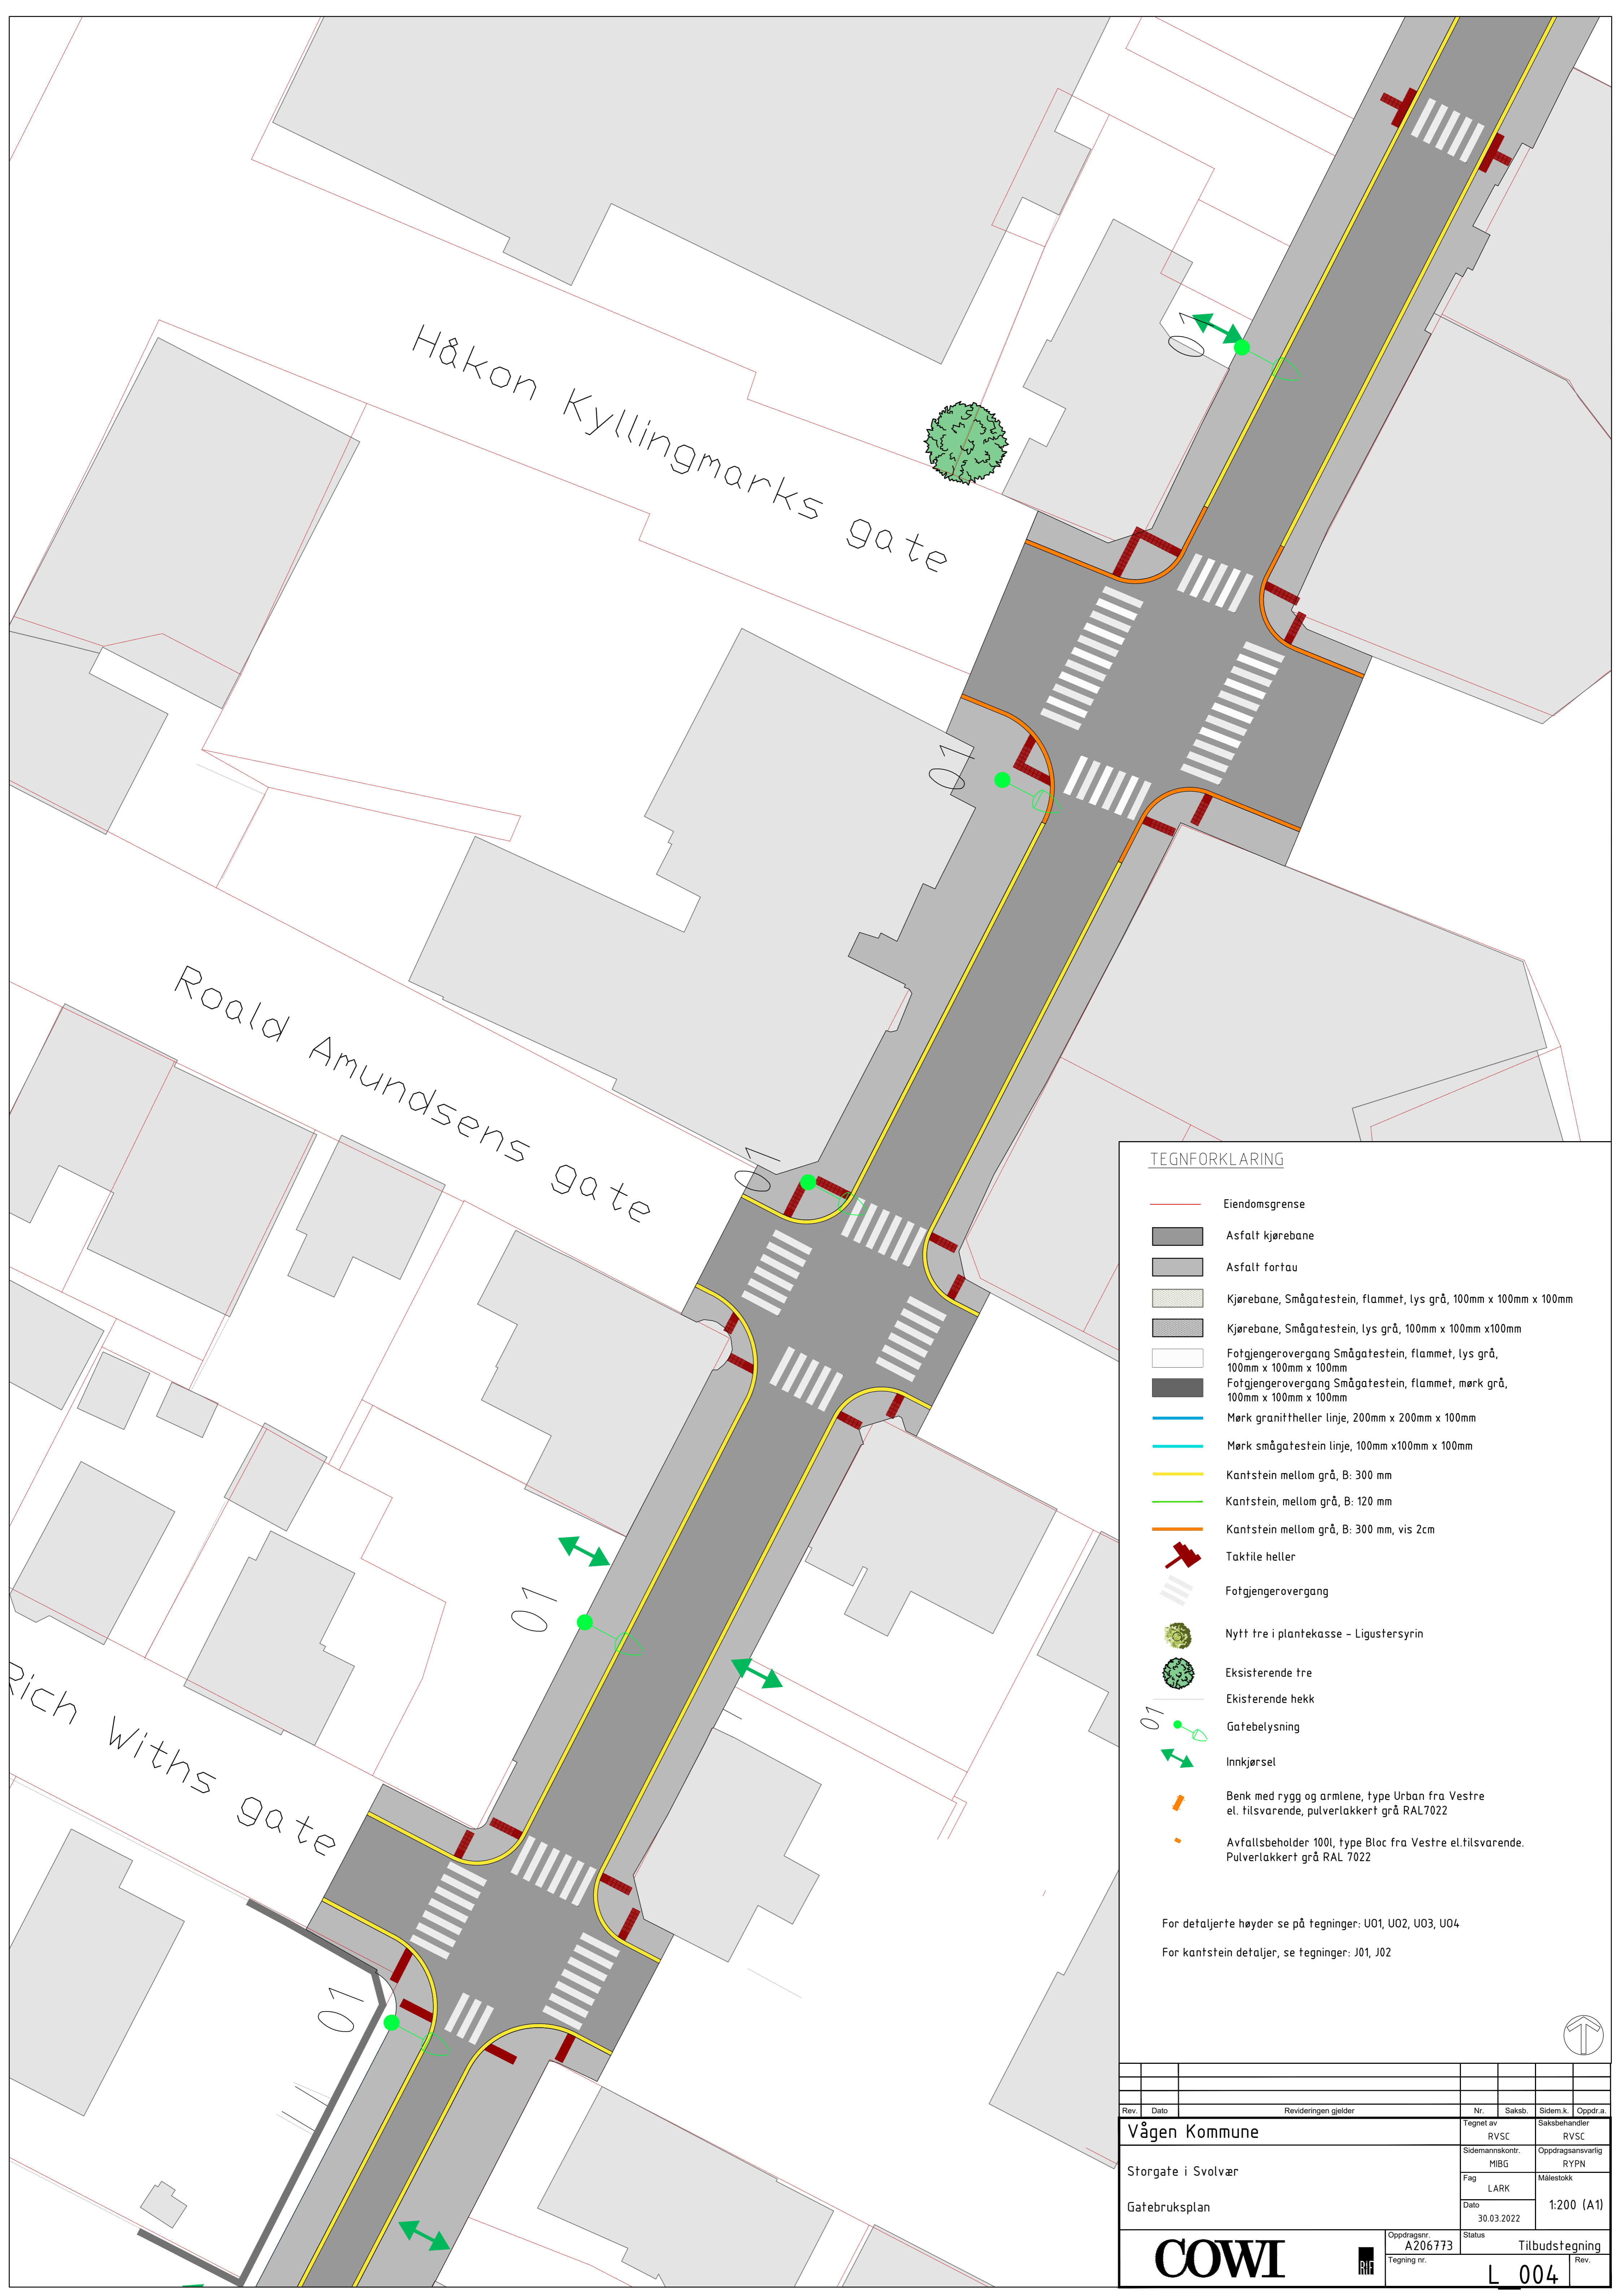 Håkon Kyllingmarks gate
01
01
Roald Amundsens gate
01
01
Rich Withs gate
01
TEGNFORKLARING
Eiendomsgrense
Asfalt kjørebane
Asfalt fortau
Kjørebane, Smågatestein, flammet, lys grå, 100mm x 100mm x 100mm
Kjørebane, Smågatestein, lys grå, 100mm x 100mm x100mm
Fotgjengerovergang Smågatestein, flammet, lys grå,
100mm x 100mm x 100mm
Fotgjengerovergang Smågatestein, flammet, mørk grå,
100mm x 100mm x 100mm
Mørk granittheller linje, 200mm x 200mm x 100mm
Mørk smågatestein linje, 100mm x100mm x 100mm
Kantstein mellom grå, B: 300 mm
Kantstein, mellom grå, B: 120 mm
Kantstein mellom grå, B: 300 mm, vis 2cm
Taktile heller
Fotgjengerovergang
Nytt tre i plantekasse - Ligustersyrin
Eksisterende tre
Ekisterende hekk
01
Gatebelysning
Innkjørsel
Benk med rygg og armlene, type Urban fra Vestre
el. tilsvarende, pulverlakkert grå RAL7022
Avfallsbeholder 100l, type Bloc fra Vestre el.tilsvarende.
Pulverlakkert grå RAL 7022
For detaljerte høyder se på tegninger: U01, U02, U03, U04
For kantstein detaljer, se tegninger: J01, J02
Rev. Dato Revideringen gjelder Nr. Saksb. Sidem.k. Oppdr.a.
Vågen Kommune
Storgate i Svolvær
Gatebruksplan
Tegnet av
RVSC
Saksbehandler
RVSC
Sidemannskontr.
MIBG
Oppdragsansvarlig
RYPN
Fag
LARK
Målestokk
1:200 (A1)
Dato
30.03.2022
COWI
RIF
Oppdragsnr.
A206773
Status
Tilbudstegning
Tegning nr.
L_004
Rev.